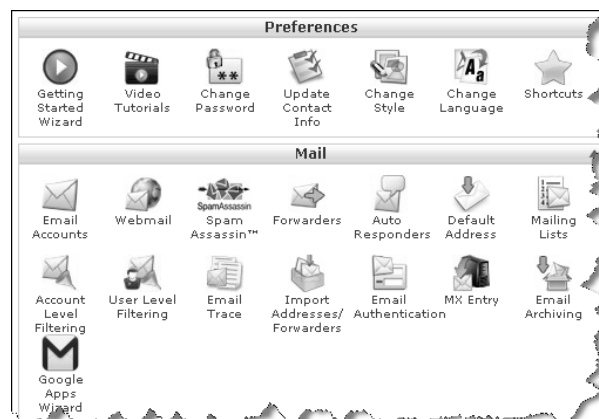 Preferences
Getting Started Wizard
Video Tutorials
Change Password
Update Contact Info
Change Style
Change Language
Shortcuts
Mail
Email Accounts
Webmail
SpamAssassin
Spam Assassin™
Forwarders
Auto Responders
Default Address
Mailing Lists
Account Level Filtering
User Level Filtering
Email Trace
Import Addresses/ Forwarders
Email Authentication
MX Entry
Email Archiving
Google Apps Wizard